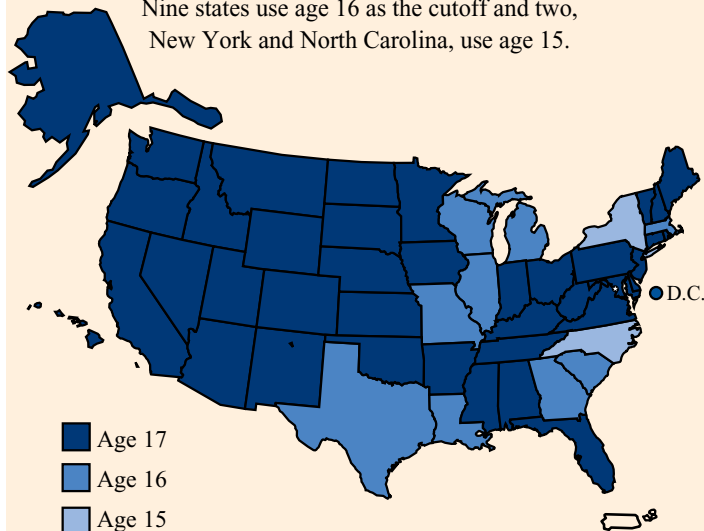 Nine states use age 16 as the cutoff and two,
New York and North Carolina, use age 15.
D.C.
Age 17
Age 16
Age 15